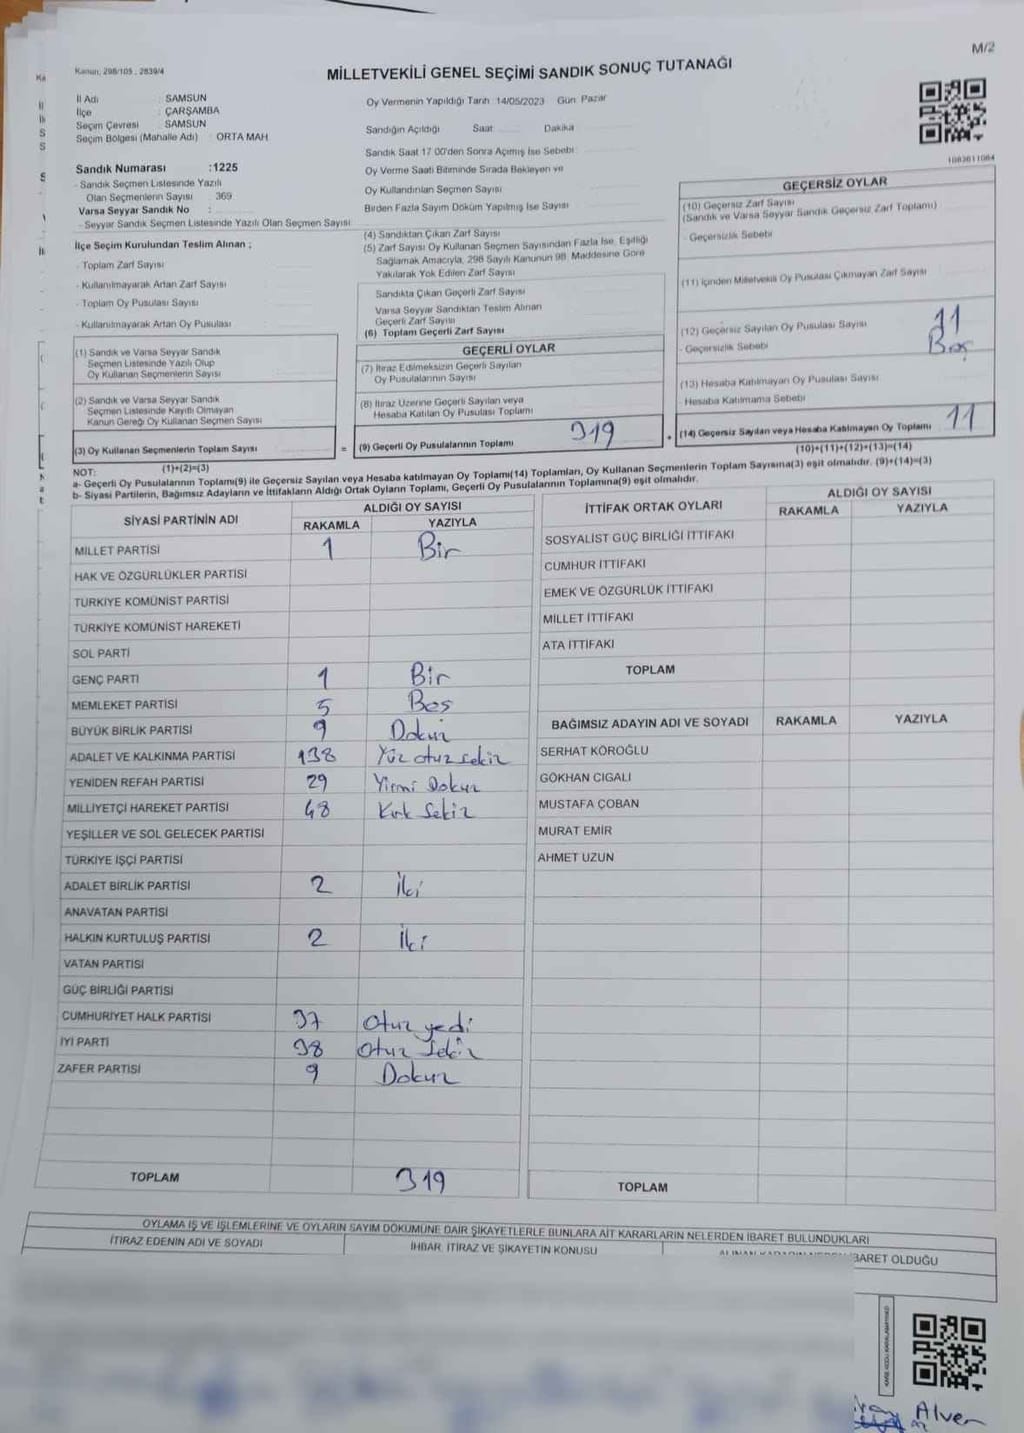 M/2
Kanun: 298/105 , 2839/4
MİLLETVEKİLİ GENEL SEÇİMİ SANDIK SONUÇ TUTANAĞI
İl Adı : SAMSUN
İlçe : ÇARŞAMBA
Seçim Çevresi : SAMSUN
Seçim Bölgesi (Mahalle Adı) : ORTA MAH
Sandık Numarası :1225
- Sandık Seçmen Listesinde Yazılı
Olan Seçmenlerin Sayısı : 369
Varsa Seyyar Sandık No :
- Seyyar Sandık Seçmen Listesinde Yazılı Olan Seçmen Sayısı
İlçe Seçim Kurulundan Teslim Alınan ;
- Toplam Zarf Sayısı
- Kullanılmayarak Artan Zarf Sayısı
- Toplam Oy Pusulası Sayısı
- Kullanılmayarak Artan Oy Pusulası
(1) Sandık ve Varsa Seyyar Sandık
Seçmen Listesinde Yazılı Olup
Oy Kullanan Seçmenlerin Sayısı
(2) Sandık ve Varsa Seyyar Sandık
Seçmen Listesinde Kayıtlı Olmayan
Kanun Gereği Oy Kullanan Seçmen Sayısı
(3) Oy Kullanan Seçmenlerin Toplam Sayısı
(1)+(2)=(3)
Oy Vermenin Yapıldığı Tarih: 14/05/2023 Gün: Pazar
Sandığın Açıldığı Saat Dakika
Sandık Saat 17.00'den Sonra Açılmış İse Sebebi
Oy Verme Saati Bitiminde Sırada Bekleyen ve
Oy Kullandırılan Seçmen Sayısı
Birden Fazla Sayım Döküm Yapılmış İse Sayısı
(4) Sandıktan Çıkan Zarf Sayısı
(5) Zarf Sayısı Oy Kullanan Seçmen Sayısından Fazla İse, Eşitliği
Sağlamak Amacıyla, 298 Sayılı Kanunun 98. Maddesine Göre
Yakılarak Yok Edilen Zarf Sayısı
Sandıkta Çıkan Geçerli Zarf Sayısı
Varsa Seyyar Sandıktan Teslim Alınan
Geçerli Zarf Sayısı
(6) Toplam Geçerli Zarf Sayısı
GEÇERLİ OYLAR
(7) İtiraz Edilmeksizin Geçerli Sayılan
Oy Pusulalarının Sayısı
(8) İtiraz Üzerine Geçerli Sayılan veya
Hesaba Katılan Oy Pusulası Toplamı
= (9) Geçerli Oy Pusulalarının Toplamı 319
1083011004
GEÇERSİZ OYLAR
(10) Geçersiz Zarf Sayısı
(Sandık ve Varsa Seyyar Sandık Geçersiz Zarf Toplamı)
- Geçersizlik Sebebi
(11) İçinden Milletvekili Oy Pusulası Çıkmayan Zarf Sayısı
(12) Geçersiz Sayılan Oy Pusulası Sayısı 11
- Geçersizlik Sebebi Boş
(13) Hesaba Katılmayan Oy Pusulası Sayısı
Hesaba Katılmama Sebebi
+ (14) Geçersiz Sayılan veya Hesaba Katılmayan Oy Toplamı 11
(10)+(11)+(12)+(13)=(14)
NOT:
a- Geçerli Oy Pusulalarının Toplamı(9) ile Geçersiz Sayılan veya Hesaba katılmayan Oy Toplamı(14) Toplamları, Oy Kullanan Seçmenlerin Toplam Sayısına(3) eşit olmalıdır. (9)+(14)=(3)
b- Siyasi Partilerin, Bağımsız Adayların ve İttifakların Aldığı Ortak Oyların Toplamı, Geçerli Oy Pusulalarının Toplamına(9) eşit olmalıdır.
SİYASİ PARTİNİN ADI
ALDIĞI OY SAYISI
RAKAMLA YAZIYLA
MİLLET PARTİSİ 1 Bir
HAK VE ÖZGÜRLÜKLER PARTİSİ
TÜRKİYE KOMÜNİST PARTİSİ
TÜRKİYE KOMÜNİST HAREKETİ
SOL PARTİ
GENÇ PARTİ 1 Bir
MEMLEKET PARTİSİ 5 Beş
BÜYÜK BİRLİK PARTİSİ 9 Dokuz
ADALET VE KALKINMA PARTİSİ 138 Yüz otuz sekiz
YENİDEN REFAH PARTİSİ 29 Yirmi Dokuz
MİLLİYETÇİ HAREKET PARTİSİ 48 Kırk Sekiz
YEŞİLLER VE SOL GELECEK PARTİSİ
TÜRKİYE İŞÇİ PARTİSİ
ADALET BİRLİK PARTİSİ 2 İki
ANAVATAN PARTİSİ
HALKIN KURTULUŞ PARTİSİ 2 İki
VATAN PARTİSİ
GÜÇ BİRLİĞİ PARTİSİ
CUMHURİYET HALK PARTİSİ 37 Otuz yedi
İYİ PARTİ 38 Otuz Sekiz
ZAFER PARTİSİ 9 Dokuz
TOPLAM 319
İTTİFAK ORTAK OYLARI
ALDIĞI OY SAYISI
RAKAMLA YAZIYLA
SOSYALİST GÜÇ BİRLİĞİ İTTİFAKI
CUMHUR İTTİFAKI
EMEK VE ÖZGÜRLÜK İTTİFAKI
MİLLET İTTİFAKI
ATA İTTİFAKI
TOPLAM
BAĞIMSIZ ADAYIN ADI VE SOYADI RAKAMLA YAZIYLA
SERHAT KÖROĞLU
GÖKHAN CIGALI
MUSTAFA ÇOBAN
MURAT EMİR
AHMET UZUN
TOPLAM
OYLAMA İŞ VE İŞLEMLERİNE VE OYLARIN SAYIM DÖKÜMÜNE DAİR ŞİKAYETLERLE BUNLARA AİT KARARLARIN NELERDEN İBARET BULUNDUKLARI
İTİRAZ EDENİN ADI VE SOYADI
İHBAR, İTİRAZ VE ŞİKAYETİN KONUSU
BARET OLDUĞU
Alver